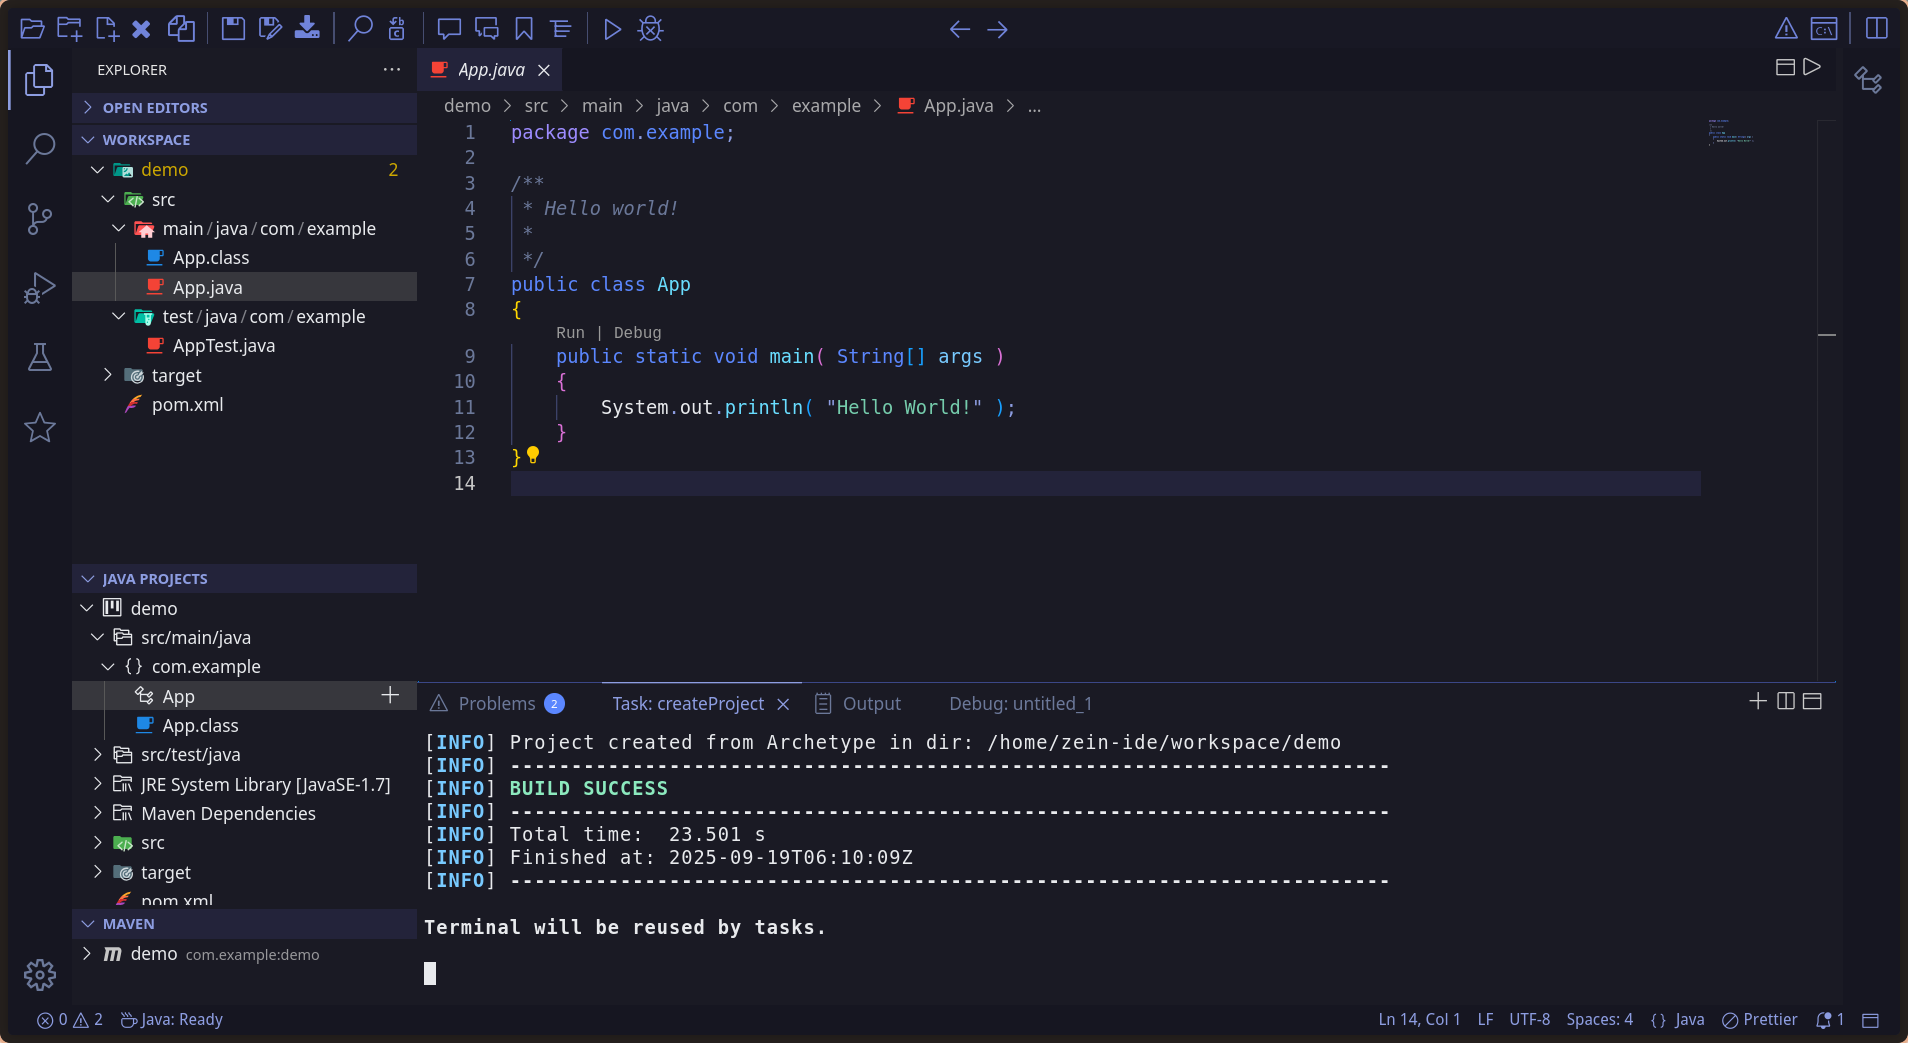 EXPLORER
OPEN EDITORS
WORKSPACE
demo 2
src
main/java/com/example
App.class
App.java
test/java/com/example
AppTest.java
target
pom.xml
JAVA PROJECTS
demo
src/main/java
{} com.example
App
App.class
src/test/java
JRE System Library [JavaSE-1.7]
Maven Dependencies
src
target
pom.xml
MAVEN
m demo com.example:demo
App.java
C:\
demo > src > main > java > com > example > App.java > ...
1 package com.example;
2
3 /**
4 * Hello world!
5 *
6 */
7 public class App
8 {
Run | Debug
9 public static void main( String[] args )
10 {
11 System.out.println( "Hello World!" );
12 }
13 }
14
Problems 2 Task: createProject Output Debug: untitled_1
[INFO] Project created from Archetype in dir: /home/zein-ide/workspace/demo
[INFO] ------------------------------------------------------------------------
[INFO] BUILD SUCCESS
[INFO] ------------------------------------------------------------------------
[INFO] Total time:  23.501 s
[INFO] Finished at: 2025-09-19T06:10:09Z
[INFO] ------------------------------------------------------------------------
Terminal will be reused by tasks.
0 2 Java: Ready Ln 14, Col 1 LF UTF-8 Spaces: 4 {} Java Prettier 1